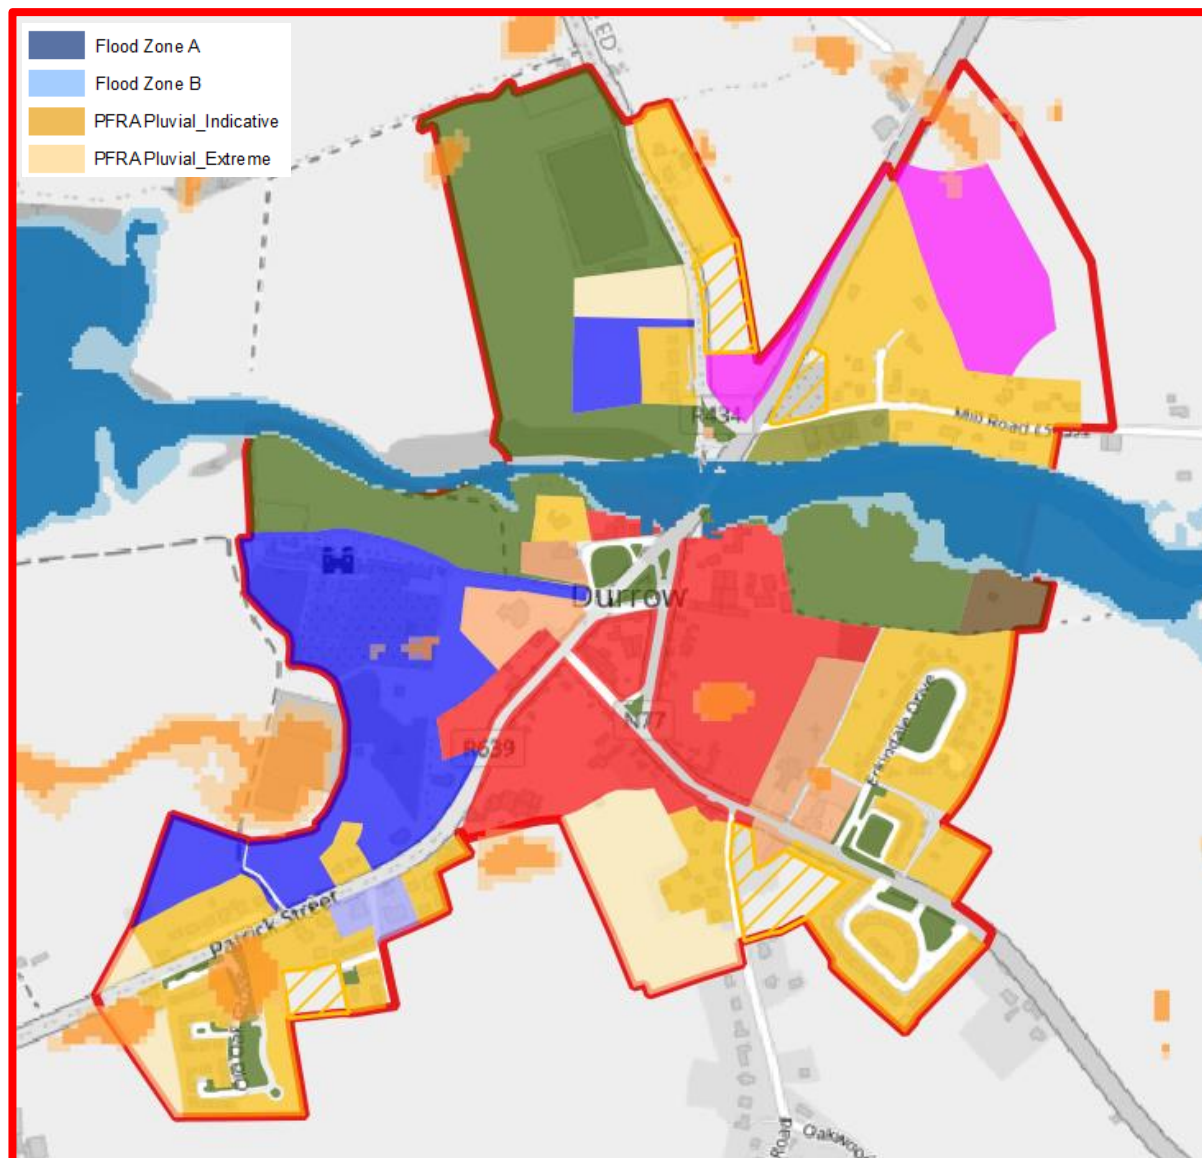 Flood Zone A
Flood Zone B
PFRA Pluvial_Indicative
PFRA Pluvial_Extreme
ED
R434
Mill Road
Durrow
Erkindale Drive
N77
R639
Patrick Street
Road